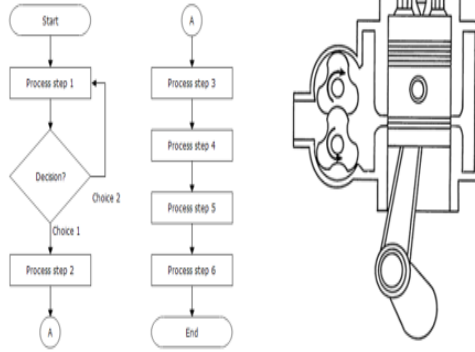 Start
Process step 1
Decision?
Choice 2
Choice 1
Process step 2
A
A
Process step 3
Process step 4
Process step 5
Process step 6
End